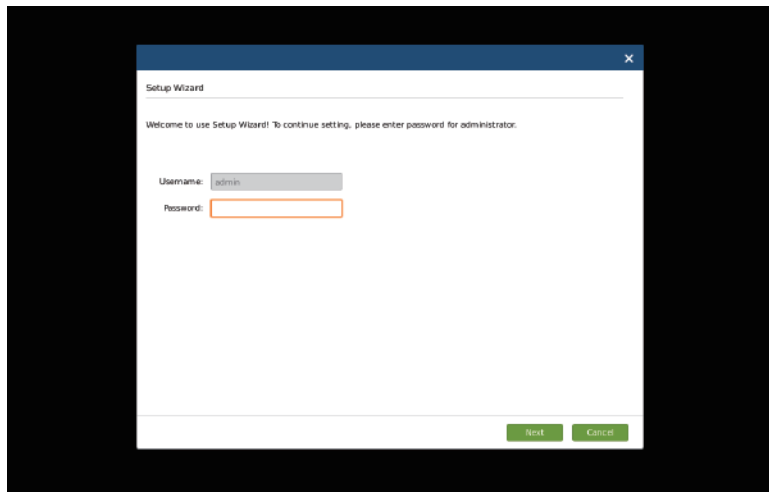 Setup Wizard
Welcome to use Setup Wizard! To continue setting, please enter password for administrator.
Username: admin
Password:
Next Cancel